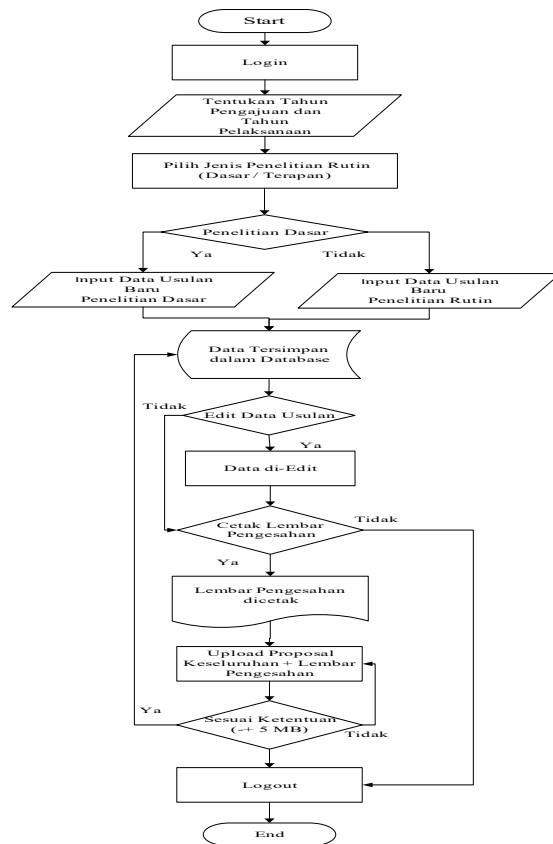 Start
Login
Tentukan Tahun
Pengajuan dan
Tahun
Pelaksanaan
Pilih Jenis Penelitian Rutin
(Dasar / Terapan)
Penelitian Dasar
Ya
Tidak
Input Data Usulan
Baru
Penelitian Dasar
Input Data Usulan
Baru
Penelitian Rutin
Data Tersimpan
dalam Database
Tidak
Edit Data Usulan
Ya
Data di-Edit
Cetak Lembar
Pengesahan
Tidak
Ya
Lembar Pengesahan
dicetak
Upload Proposal
Keseluruhan + Lembar
Pengesahan
Ya
Sesuai Ketentuan
(-+ 5 MB)
Tidak
Logout
End